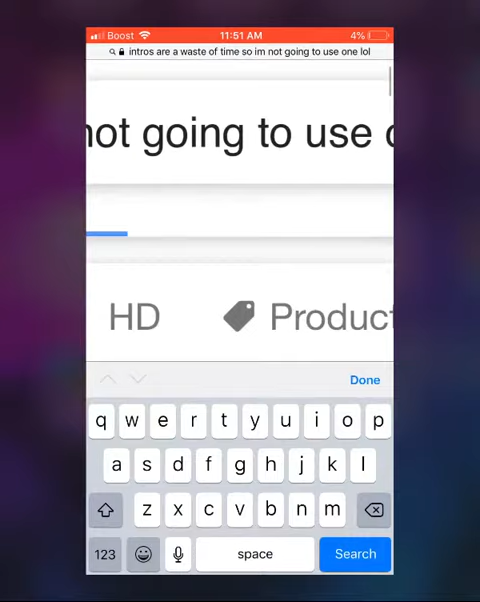 Boost 11:51 AM 4%
intros are a waste of time so im not going to use one lol
not going to use o
HD Product
Done
q w e r t y u i o p
a s d f g h j k l
z x c v b n m
123 space Search